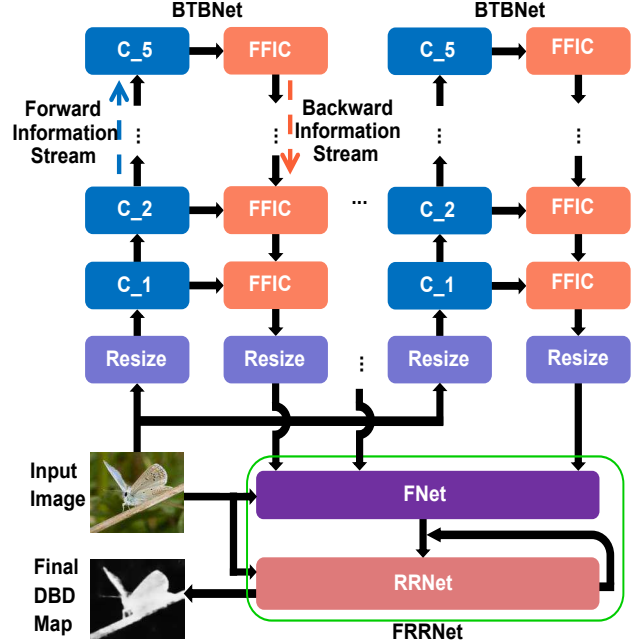 BTBNet
BTBNet
C_5
FFIC
C_5
FFIC
Forward
Information
Stream
Backward
Information
Stream
...
...
...
...
C_2
FFIC
...
C_2
FFIC
C_1
FFIC
C_1
FFIC
Resize
Resize
...
Resize
Resize
Input
Image
FNet
Final
DBD
Map
RRNet
FRRNet